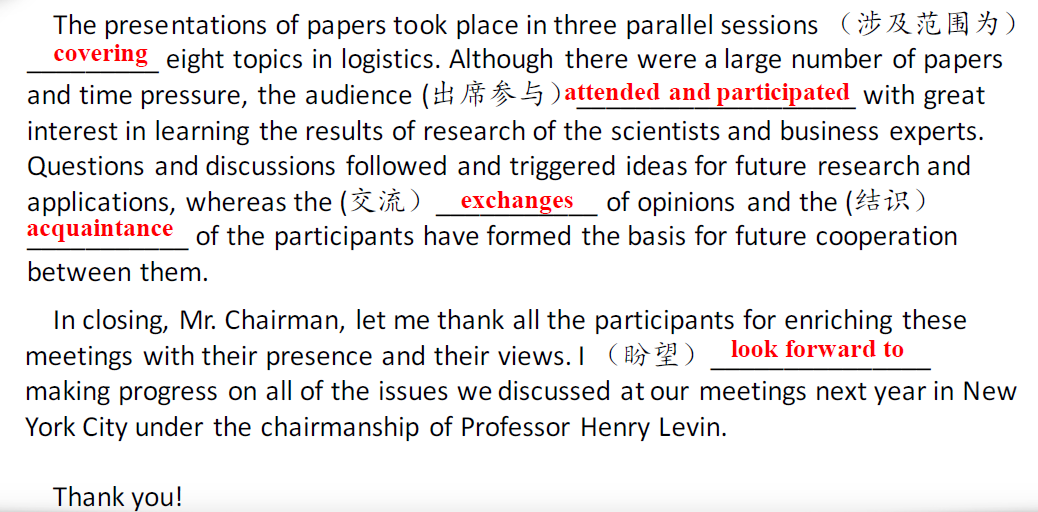 The presentations of papers took place in three parallel sessions （涉及范围为）
covering eight topics in logistics. Although there were a large number of papers
and time pressure, the audience (出席参与）attended and participated with great
interest in learning the results of research of the scientists and business experts.
Questions and discussions followed and triggered ideas for future research and
applications, whereas the (交流） exchanges of opinions and the (结识）
acquaintance of the participants have formed the basis for future cooperation
between them.
In closing, Mr. Chairman, let me thank all the participants for enriching these
meetings with their presence and their views. I （盼望） look forward to
making progress on all of the issues we discussed at our meetings next year in New
York City under the chairmanship of Professor Henry Levin.
Thank you!